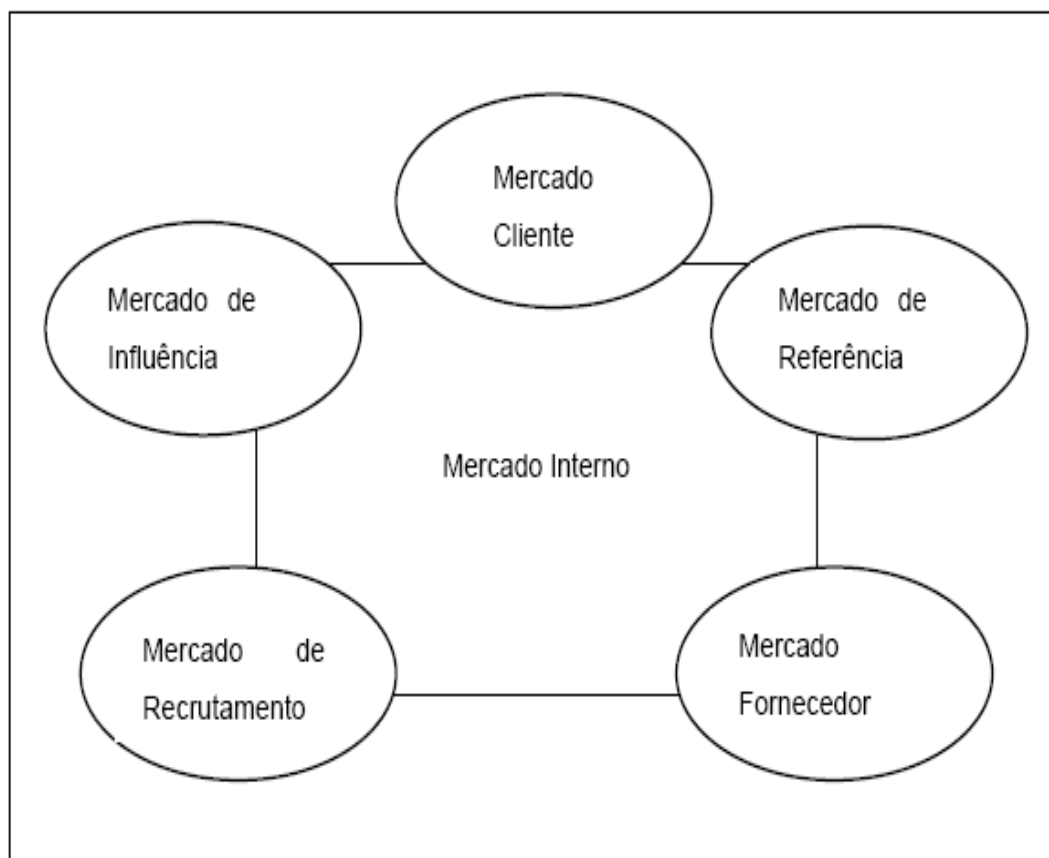 Mercado
Cliente
Mercado de
Influência
Mercado de
Referência
Mercado Interno
Mercado de
Recrutamento
Mercado
Fornecedor